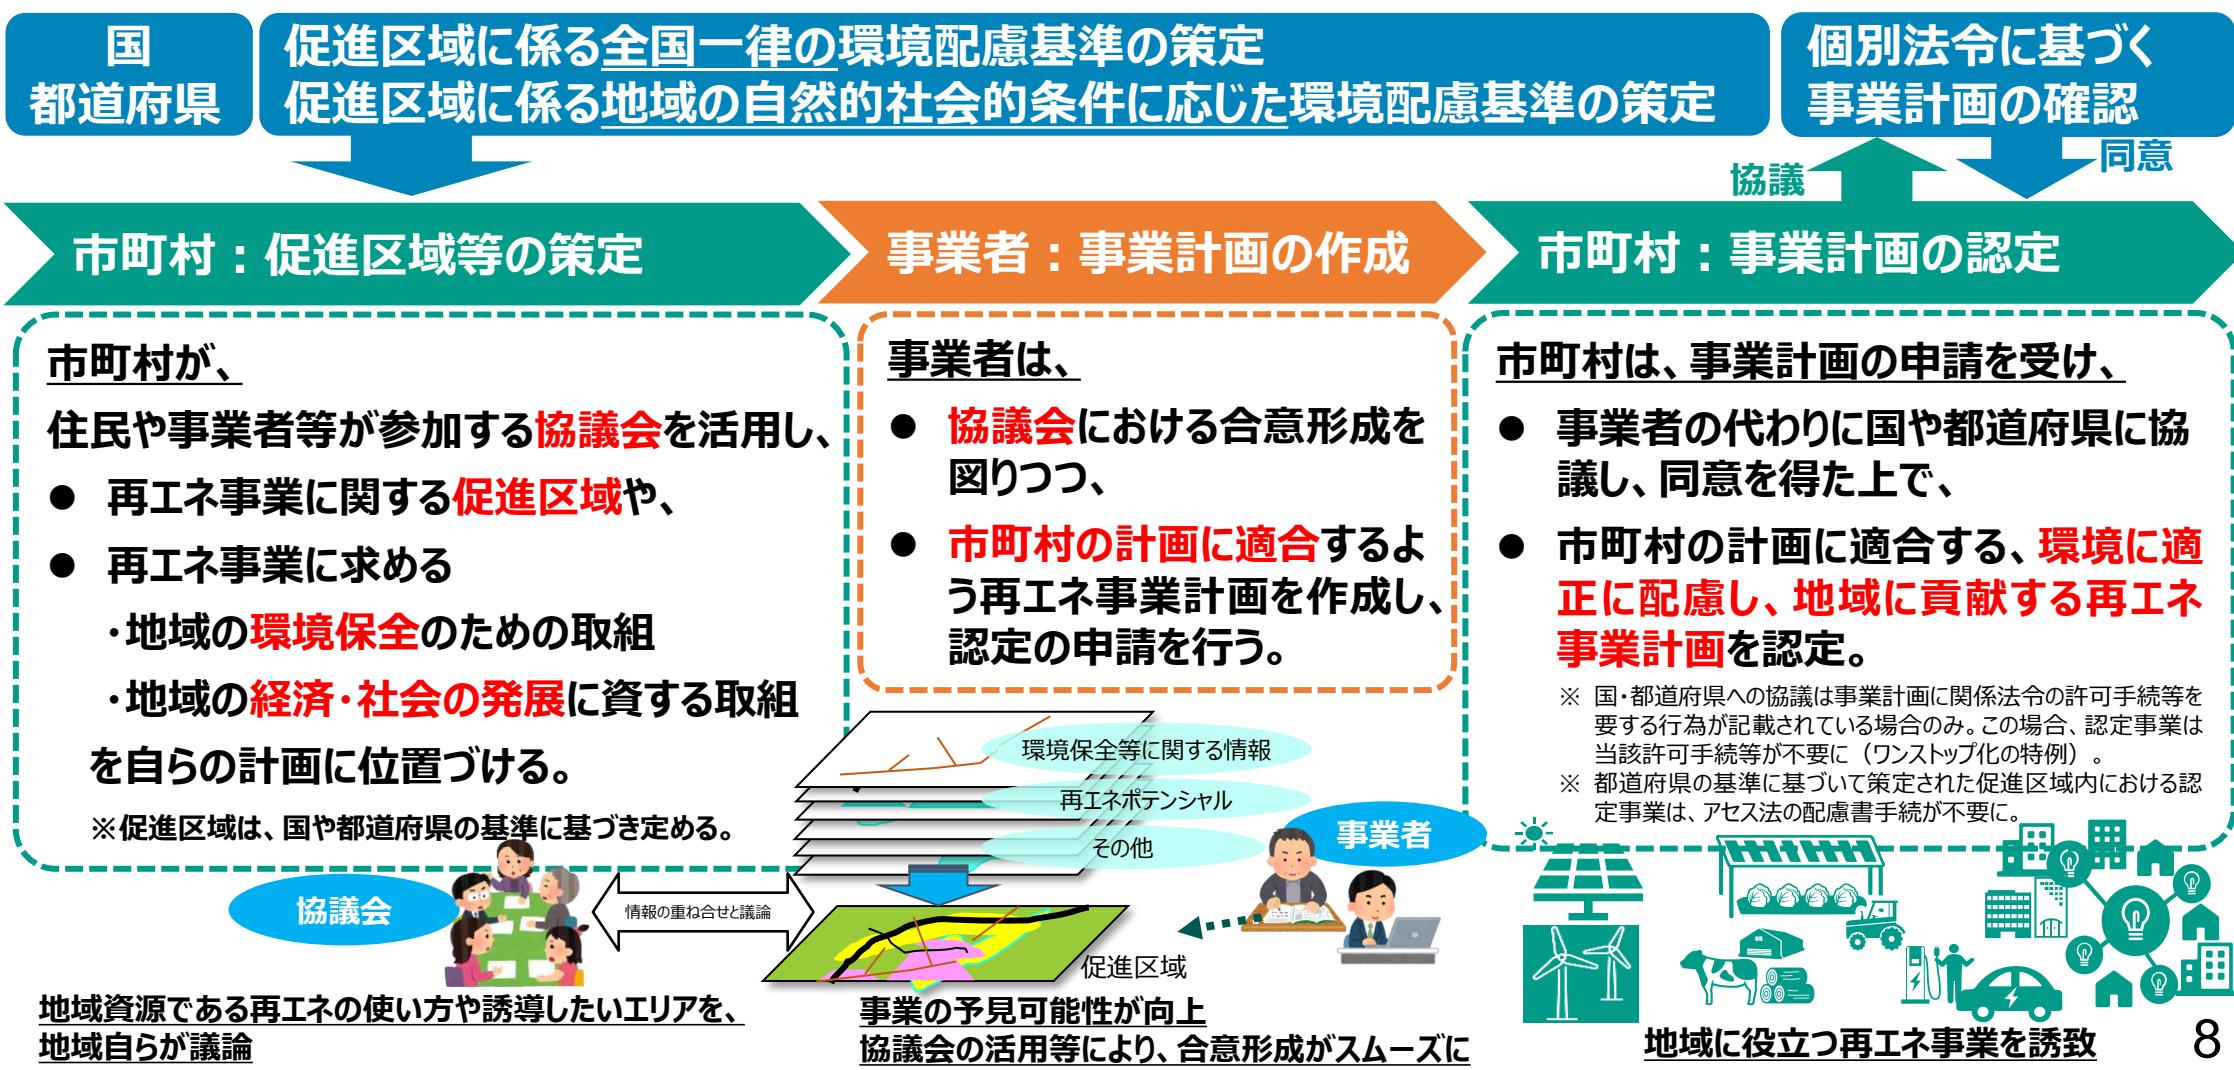 国
都道府県
促進区域に係る全国一律の環境配慮基準の策定
促進区域に係る地域の自然的社会的条件に応じた環境配慮基準の策定
個別法令に基づく
事業計画の確認
協議
同意
市町村：促進区域等の策定
事業者：事業計画の作成
市町村：事業計画の認定
市町村が、
住民や事業者等が参加する協議会を活用し、
● 再エネ事業に関する促進区域や、
● 再エネ事業に求める
・地域の環境保全のための取組
・地域の経済・社会の発展に資する取組
を自らの計画に位置づける。
※促進区域は、国や都道府県の基準に基づき定める。
事業者は、
● 協議会における合意形成を
図りつつ、
● 市町村の計画に適合するよ
う再エネ事業計画を作成し、
認定の申請を行う。
市町村は、事業計画の申請を受け、
● 事業者の代わりに国や都道府県に協
議し、同意を得た上で、
● 市町村の計画に適合する、環境に適
正に配慮し、地域に貢献する再エネ
事業計画を認定。
※ 国・都道府県への協議は事業計画に関係法令の許可手続等を
要する行為が記載されている場合のみ。この場合、認定事業は
当該許可手続等が不要に（ワンストップ化の特例）。
※ 都道府県の基準に基づいて策定された促進区域内における認
定事業は、アセス法の配慮書手続が不要に。
環境保全等に関する情報
再エネポテンシャル
その他
事業者
協議会
情報の重ね合せと議論
促進区域
地域資源である再エネの使い方や誘導したいエリアを、
地域自らが議論
事業の予見可能性が向上
協議会の活用等により、合意形成がスムーズに
地域に役立つ再エネ事業を誘致
8